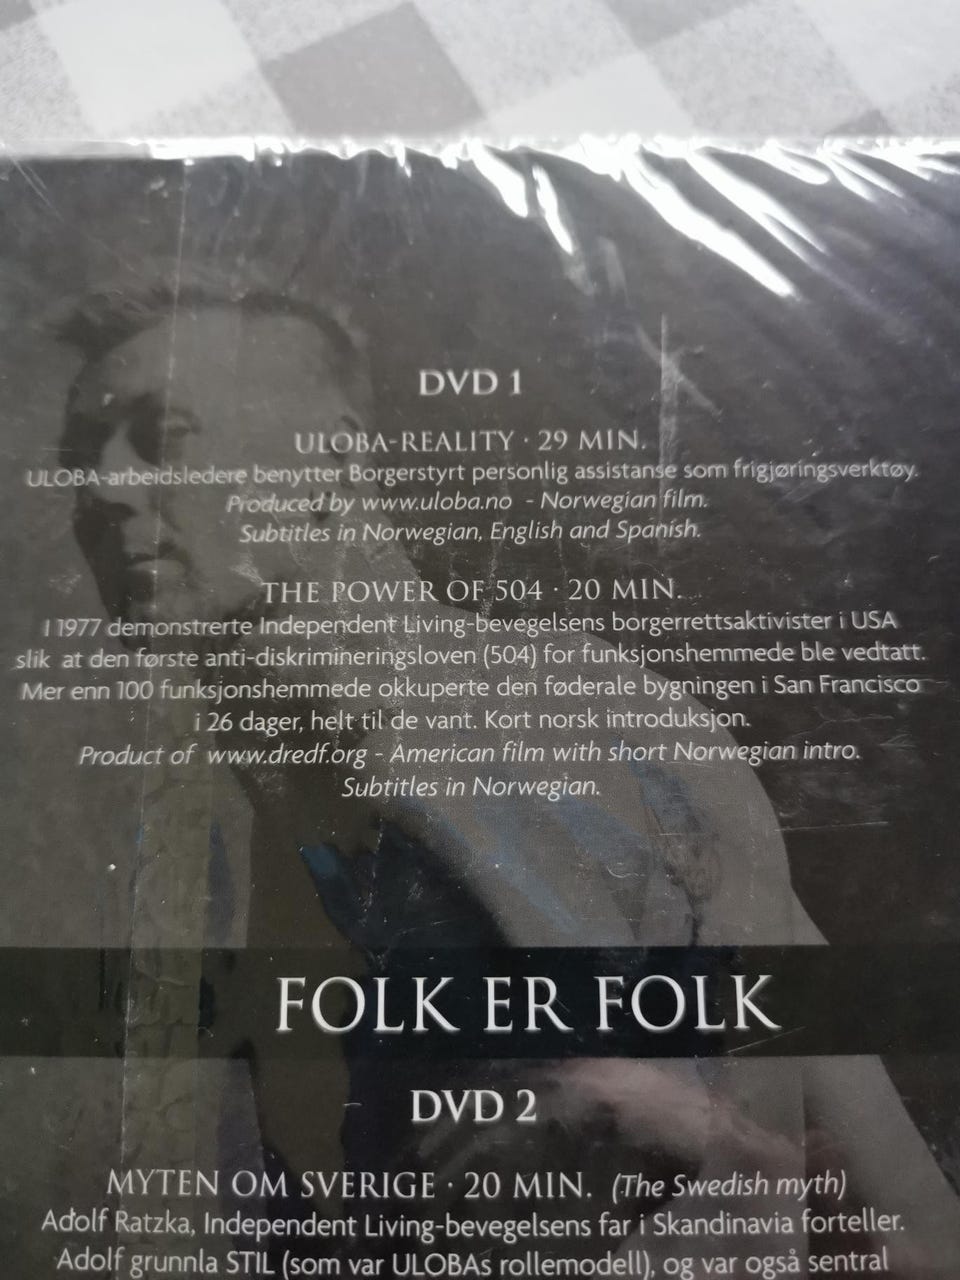 DVD 1
ULOBA-REALITY · 29 MIN.
ULOBA-arbeidsledere benytter Borgerstyrt personlig assistanse som frigjøringsverktøy.
Produced by www.uloba.no - Norwegian film.
Subtitles in Norwegian, English and Spanish.
THE POWER OF 504 · 20 MIN.
I 1977 demonstrerte Independent Living-bevegelsens borgerrettsaktivister i USA
slik at den første anti-diskrimineringsloven (504) for funksjonshemmede ble vedtatt.
Mer enn 100 funksjonshemmede okkuperte den føderale bygningen i San Francisco
i 26 dager, helt til de vant. Kort norsk introduksjon.
Product of www.dredf.org - American film with short Norwegian intro.
Subtitles in Norwegian.
FOLK ER FOLK
DVD 2
MYTEN OM SVERIGE · 20 MIN. (The Swedish myth)
Adolf Ratzka, Independent Living-bevegelsens far i Skandinavia forteller.
Adolf grunnla STIL (som var ULOBAs rollemodell), og var også sentral